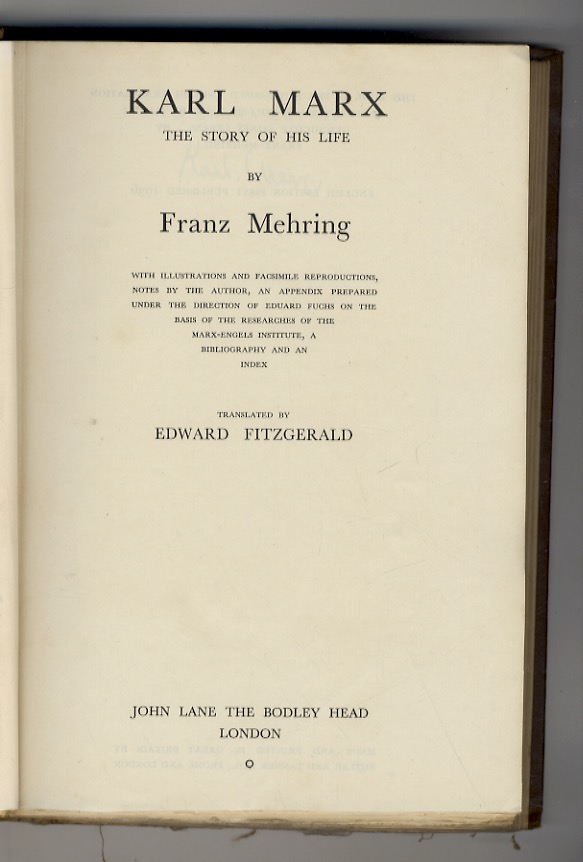 KARL MARX
THE STORY OF HIS LIFE
BY
Franz Mehring
WITH ILLUSTRATIONS AND FACSIMILE REPRODUCTIONS,
NOTES BY THE AUTHOR, AN APPENDIX PREPARED
UNDER THE DIRECTION OF EDUARD FUCHS ON THE
BASIS OF THE RESEARCHES OF THE
MARX-ENGELS INSTITUTE, A
BIBLIOGRAPHY AND AN
INDEX
TRANSLATED BY
EDWARD FITZGERALD
JOHN LANE THE BODLEY HEAD
LONDON